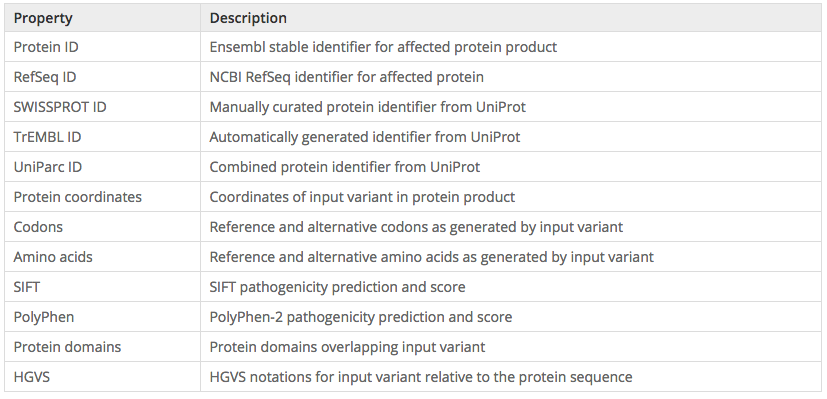 Property Description
Protein ID Ensembl stable identifier for affected protein product
RefSeq ID NCBI RefSeq identifier for affected protein
SWISSPROT ID Manually curated protein identifier from UniProt
TrEMBL ID Automatically generated identifier from UniProt
UniParc ID Combined protein identifier from UniProt
Protein coordinates Coordinates of input variant in protein product
Codons Reference and alternative codons as generated by input variant
Amino acids Reference and alternative amino acids as generated by input variant
SIFT SIFT pathogenicity prediction and score
PolyPhen PolyPhen-2 pathogenicity prediction and score
Protein domains Protein domains overlapping input variant
HGVS HGVS notations for input variant relative to the protein sequence